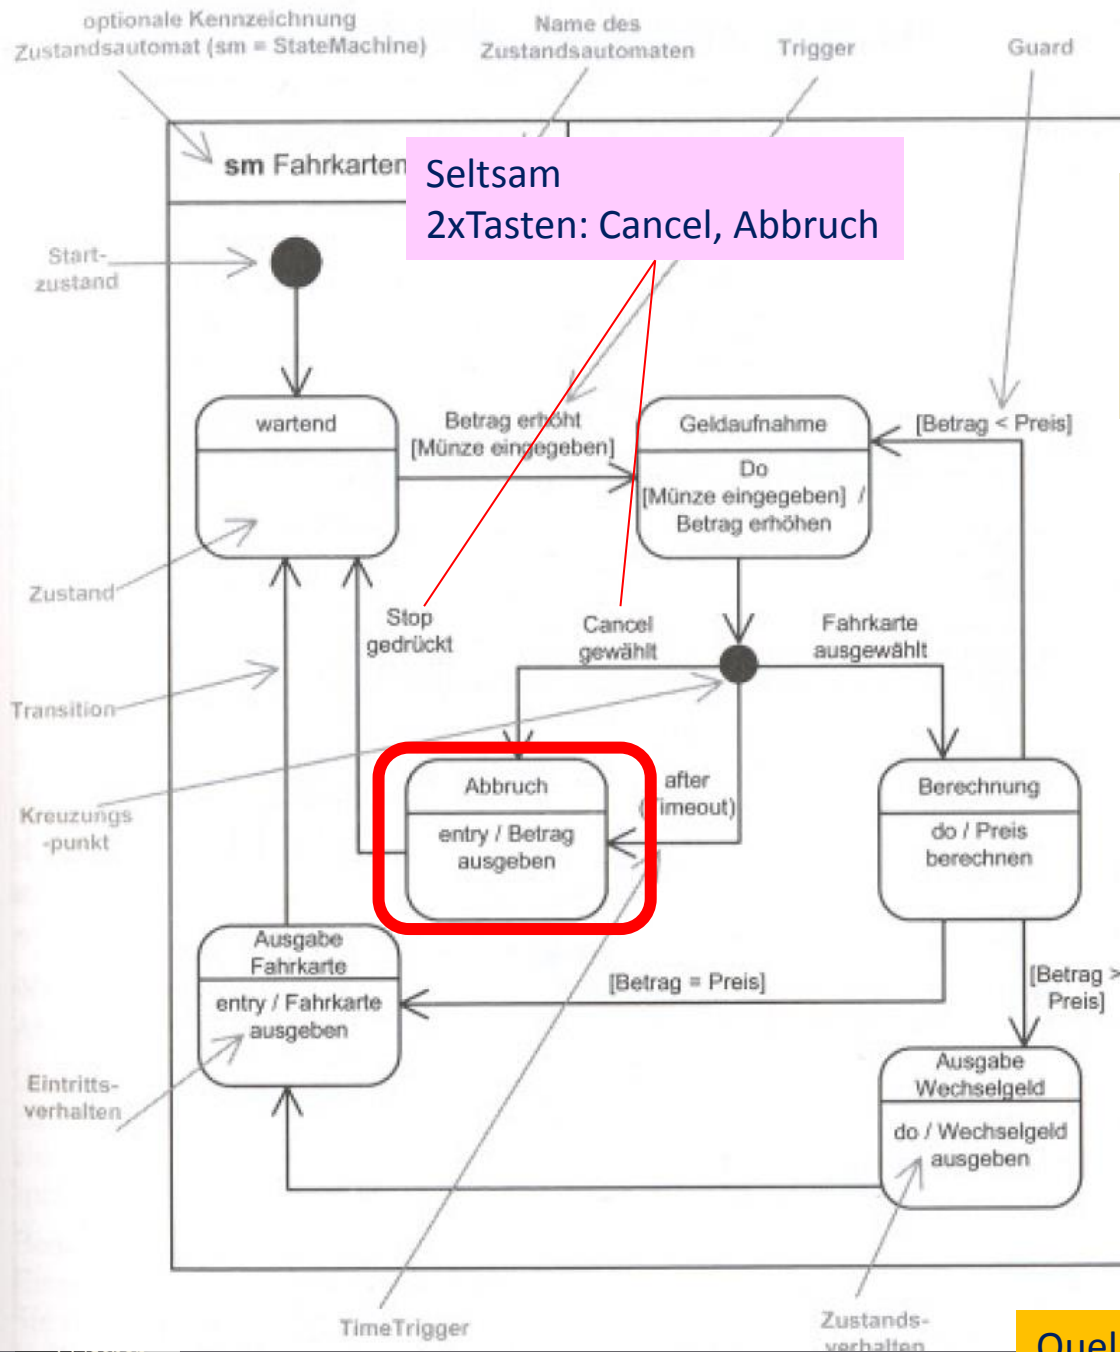 optionale Kennzeichnung
Zustandsautomat (sm = StateMachine)
Name des
Zustandsautomaten
Trigger
Guard
sm Fahrkarten
Seltsam
2xTasten: Cancel, Abbruch
Start-
zustand
wartend
Betrag erhöht
[Münze eingegeben]
Geldaufnahme
Do
[Münze eingegeben] /
Betrag erhöhen
[Betrag < Preis]
Zustand
Stop
gedrückt
Cancel
gewählt
Fahrkarte
ausgewählt
Transition
Kreuzungs
-punkt
Abbruch
entry / Betrag
ausgeben
after
(Timeout)
Berechnung
do / Preis
berechnen
Ausgabe
Fahrkarte
entry / Fahrkarte
ausgeben
[Betrag = Preis]
[Betrag >
Preis]
Eintritts-
verhalten
Ausgabe
Wechselgeld
do / Wechselgeld
ausgeben
TimeTrigger
Zustands-
verhalten
Quel